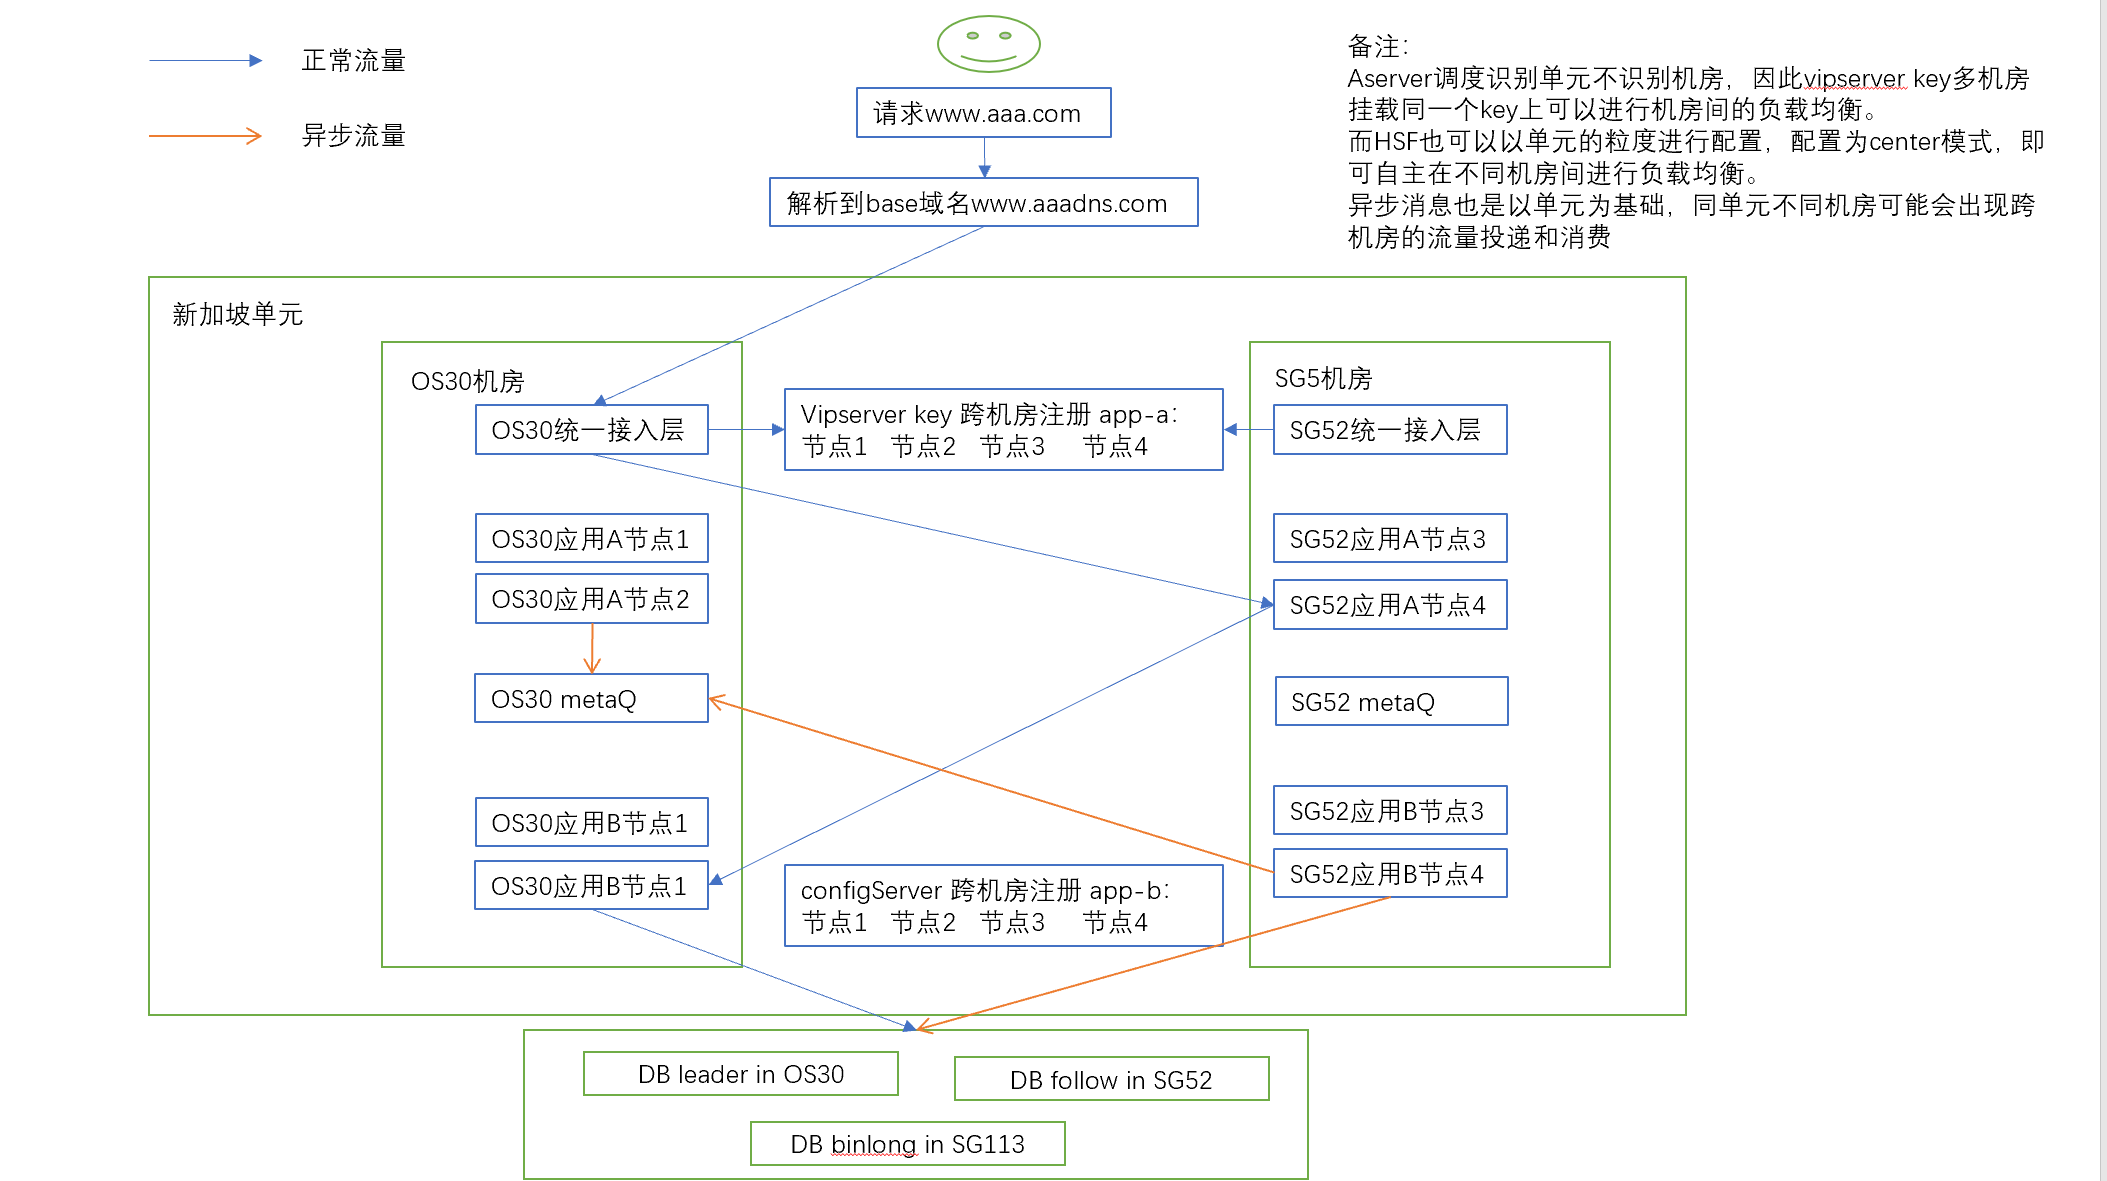 正常流量
异步流量
请求www.aaa.com
解析到base域名www.aaadns.com
备注：
Aserver调度识别单元不识别机房，因此vipserver key多机房
挂载同一个key上可以进行机房间的负载均衡。
而HSF也可以以单元的粒度进行配置，配置为center模式，即
可自主在不同机房间进行负载均衡。
异步消息也是以单元为基础，同单元不同机房可能会出现跨
机房的流量投递和消费
新加坡单元
OS30机房
OS30统一接入层
OS30应用A节点1
OS30应用A节点2
OS30 metaQ
OS30应用B节点1
OS30应用B节点1
Vipserver key 跨机房注册 app-a：
节点1 节点2 节点3 节点4
configServer 跨机房注册 app-b：
节点1 节点2 节点3 节点4
SG5机房
SG52统一接入层
SG52应用A节点3
SG52应用A节点4
SG52 metaQ
SG52应用B节点3
SG52应用B节点4
DB leader in OS30
DB follow in SG52
DB binlong in SG113